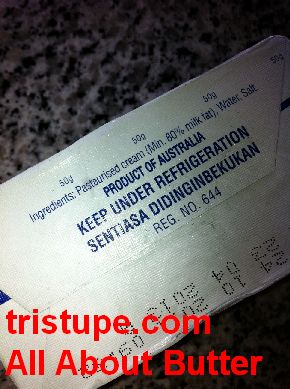 50g 50g 50g 50g
Ingredients: Pasteurised cream (Min. 80% milk fat), Water, Salt.
PRODUCT OF AUSTRALIA
KEEP UNDER REFRIGERATION
SENTIASA DIDINGINBEKUKAN
REG. NO. 644
tristupe.com
All About Butter